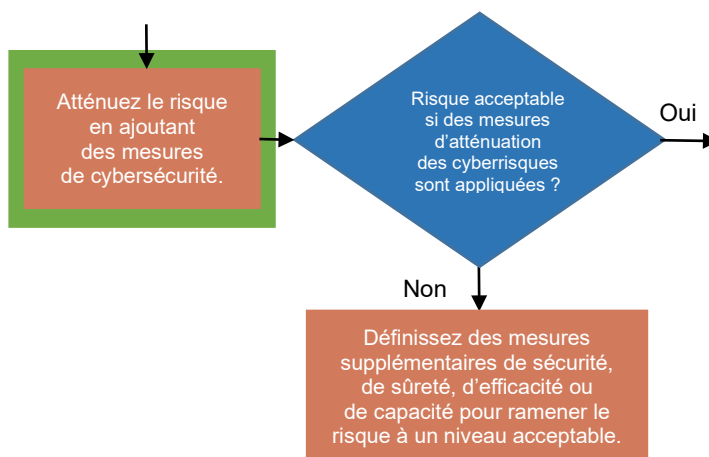 Atténuez le risque
en ajoutant
des mesures
de cybersécurité.
Risque acceptable
si des mesures
d’atténuation
des cyberrisques
sont appliquées ?
Oui
Non
Définissez des mesures
supplémentaires de sécurité,
de sûreté, d’efficacité ou
de capacité pour ramener le
risque à un niveau acceptable.